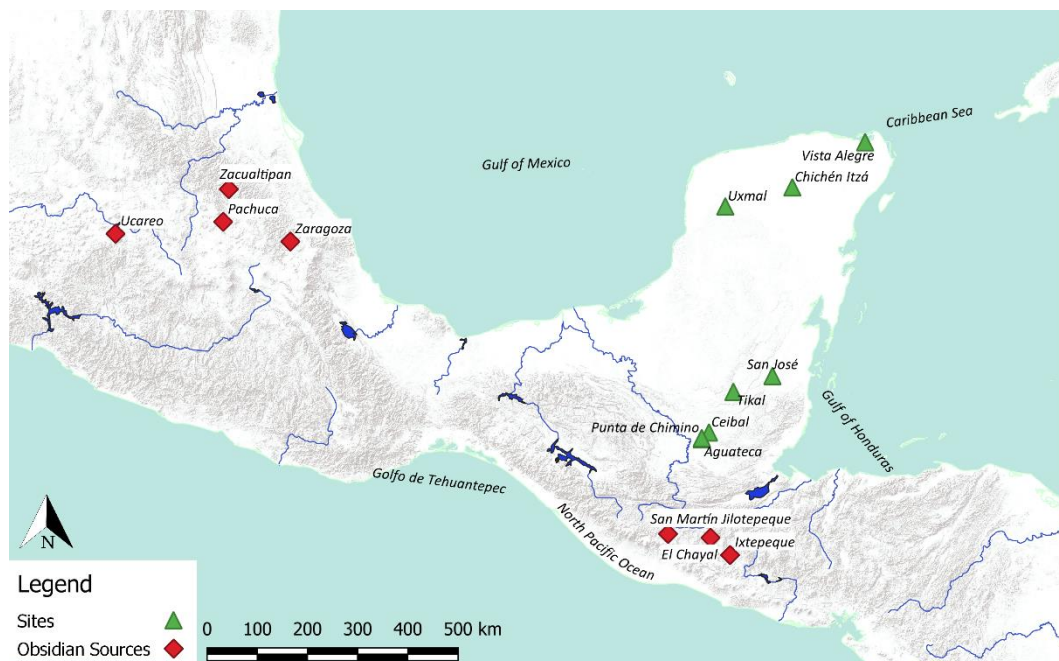 Caribbean Sea
Vista Alegre
Gulf of Mexico
Chichén Itzá
Zacualtipan
Uxmal
Pachuca
Ucareo
Zaragoza
San José
Tikal
Gulf of Honduras
Punta de Chimino
Ceibal
Aguateca
Golfo de Tehuantepec
North Pacific Ocean
San Martín Jilotepeque
El Chayal
Ixtepeque
N
Legend
Sites
Obsidian Sources
0 100 200 300 400 500 km